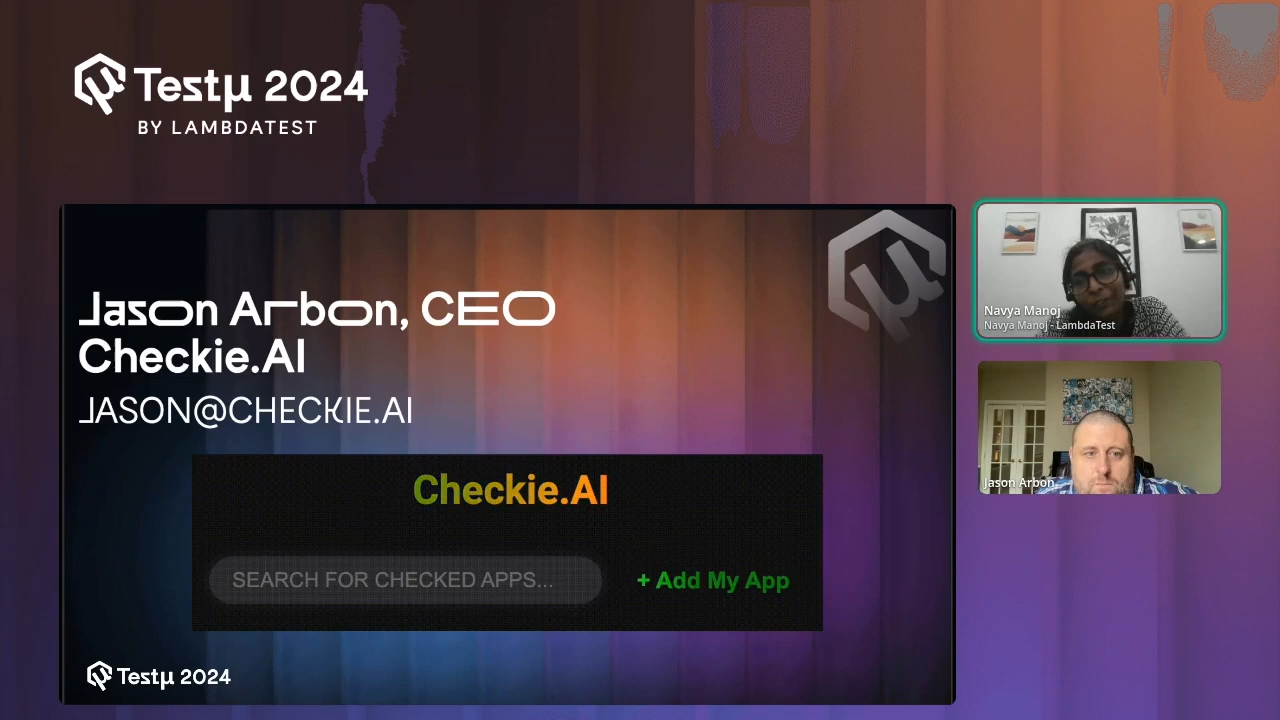 Testμ 2024
BY LAMBDATEST
Jason Arbon, CEO
Checkie.AI
JASON@CHECKIE.AI
Checkie.AI
SEARCH FOR CHECKED APPS...
+ Add My App
Testμ 2024
Navya Manoj
Navya Manoj - LambdaTest
Jason Arbon